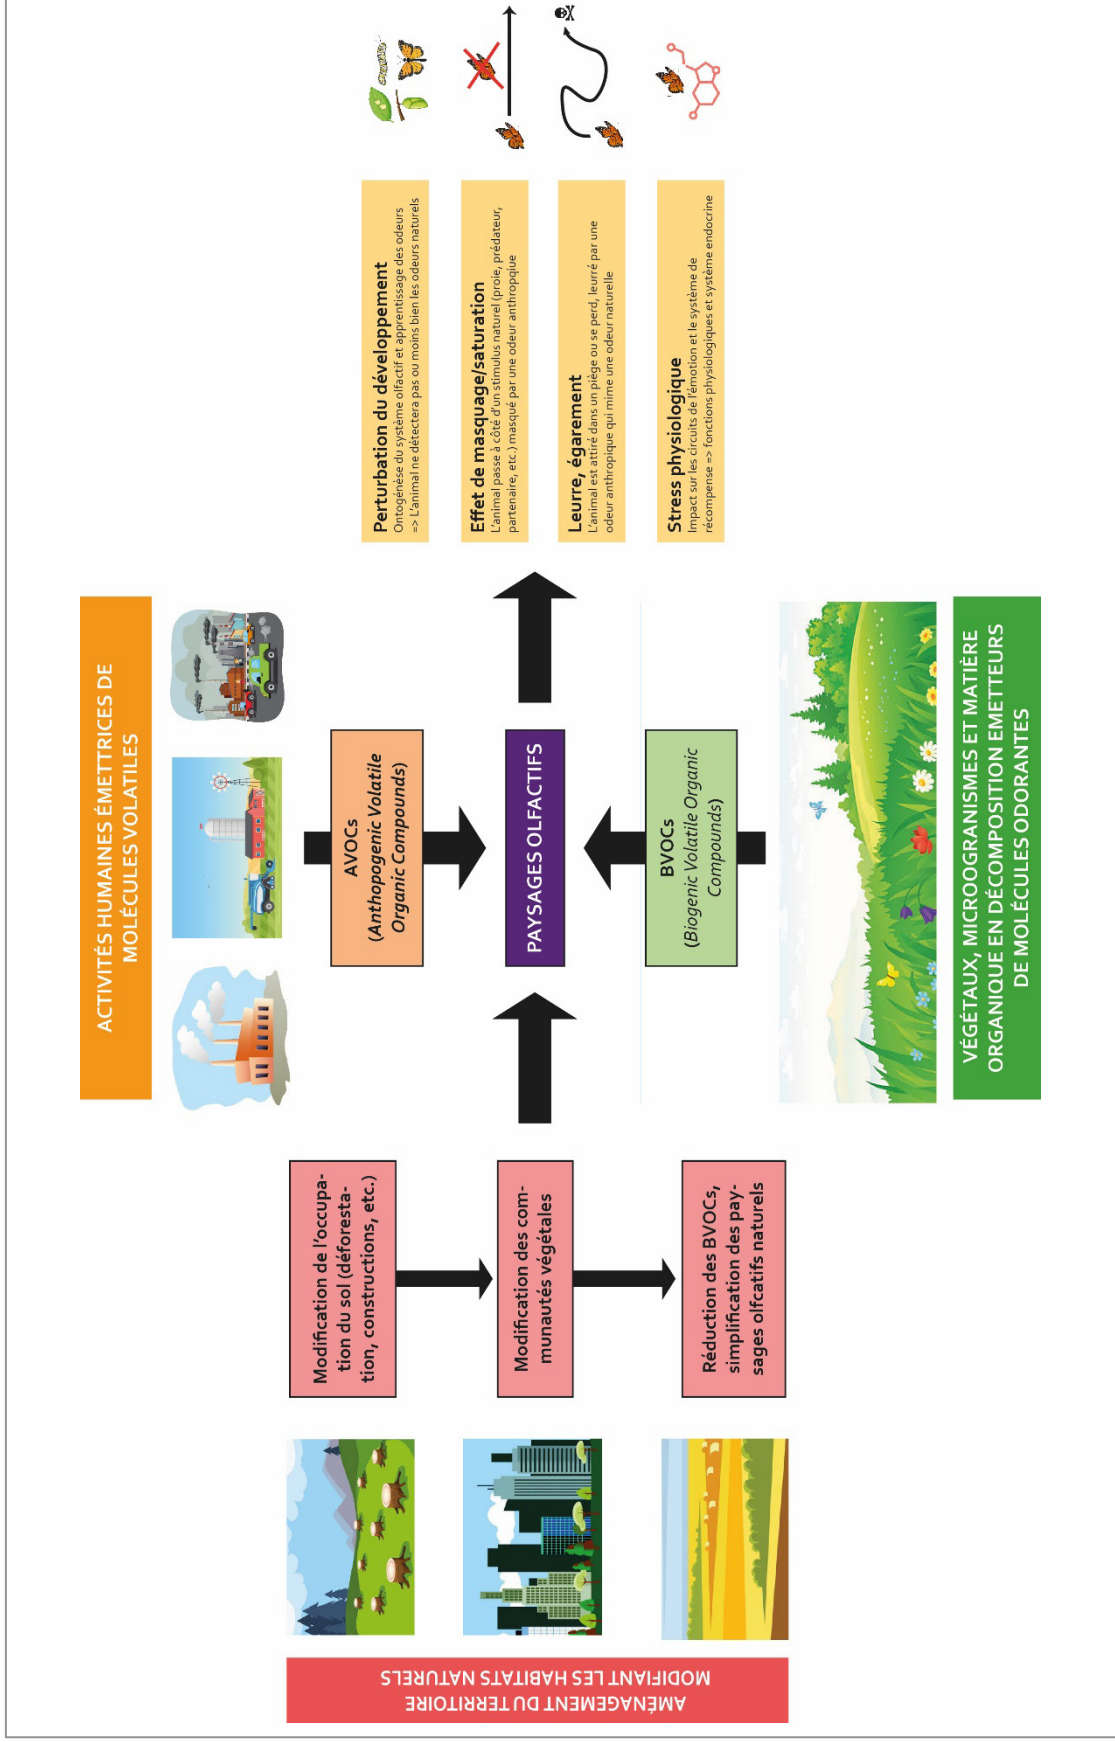 AMÉNAGEMENT DU TERRITOIRE
MODIFIANT LES HABITATS NATURELS
Modification de l'occupa-
tion du sol (déforesta-
tion, constructions, etc.)
Modification des com-
munautés végétales
Réduction des BVOCs,
simplification des pay-
sages olfcatifs naturels
ACTIVITÉS HUMAINES ÉMETTRICES DE
MOLÉCULES VOLATILES
AVOCs
(Anthopogenic Volatile
Organic Compounds)
PAYSAGES OLFACTIFS
BVOCs
(Biogenic Volatile Organic
Compounds)
VÉGÉTAUX, MICROOGRANISMES ET MATIÈRE
ORGANIQUE EN DÉCOMPOSITION EMETTEURS
DE MOLÉCULES ODORANTES
Perturbation du développement
Ontogénèse du système olfactif et apprentissage des odeurs
=> L'animal ne détectera pas ou moins bien les odeurs naturels
Effet de masquage/saturation
L'animal passe à côté d'un stimulus naturel (proie, prédateur,
partenaire, etc.) masqué par une odeur anthropqiue
Leurre, égarement
L'animal est attiré dans un piège ou se perd, leurré par une
odeur anthropique qui mime une odeur naturelle
Stress physiologique
Impact sur les circuits de l'émotion et le système de
récompense => fonctions physiologiques et système endocrine